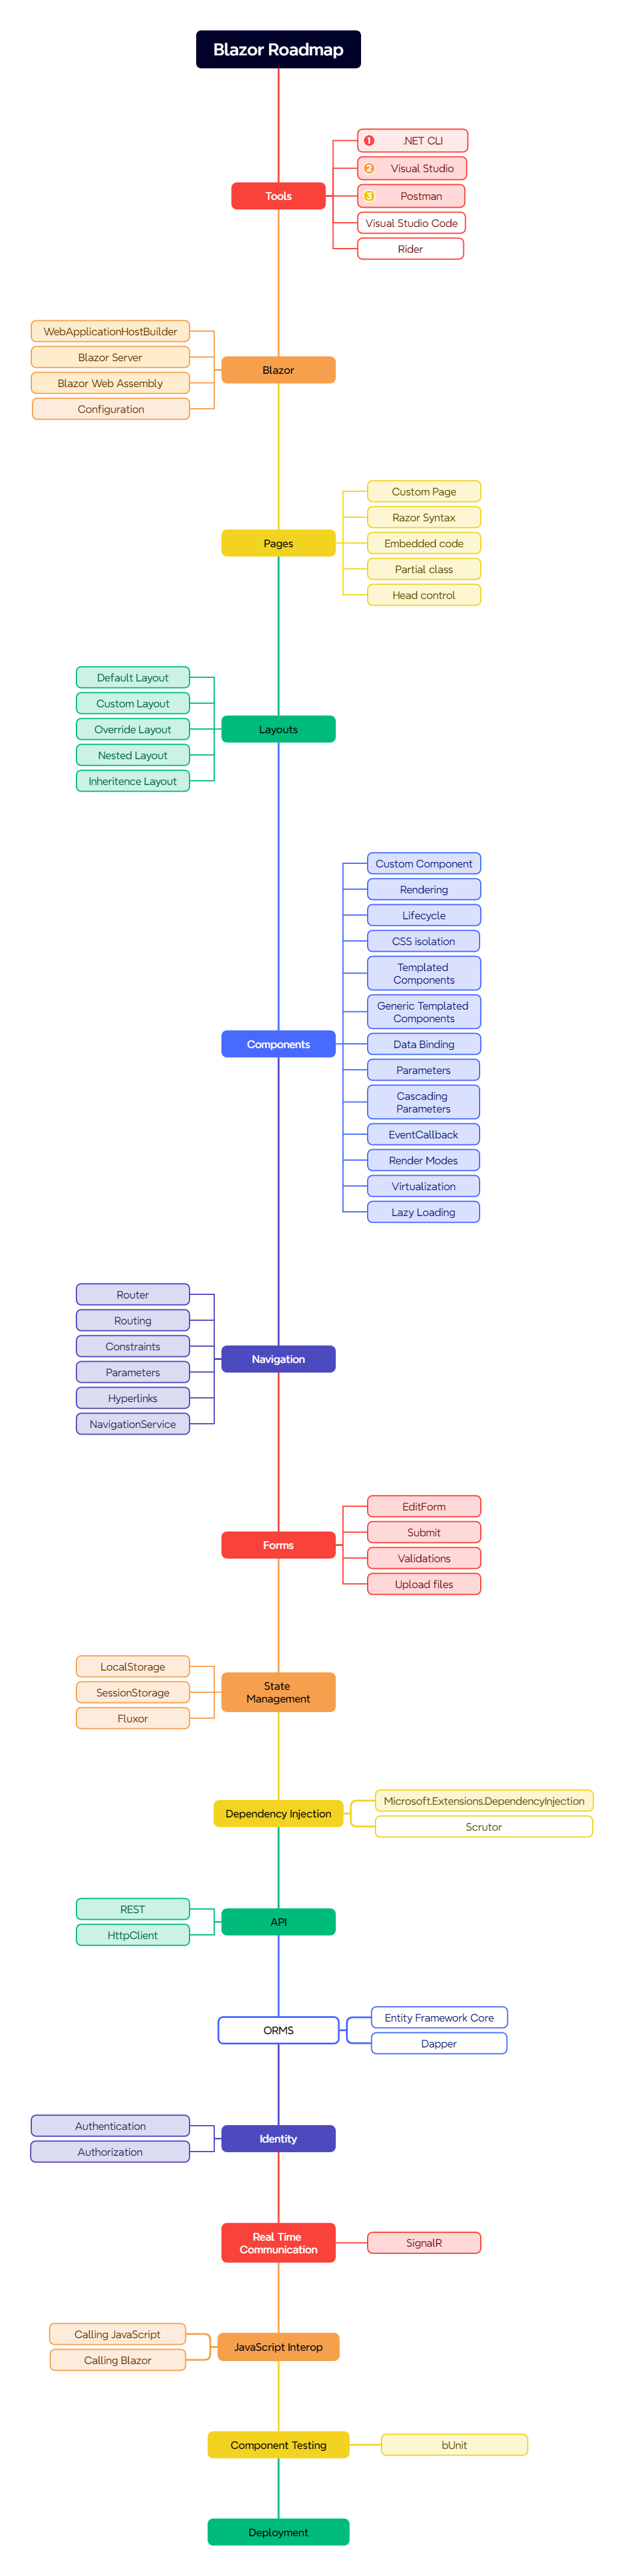 Blazor Roadmap
1 .NET CLI
2 Visual Studio
3 Postman
Tools
Visual Studio Code
Rider
WebApplicationHostBuilder
Blazor Server
Blazor
Blazor Web Assembly
Configuration
Custom Page
Razor Syntax
Pages
Embedded code
Partial class
Head control
Default Layout
Custom Layout
Override Layout
Layouts
Nested Layout
Inheritence Layout
Custom Component
Rendering
Lifecycle
CSS isolation
Templated
Components
Generic Templated
Components
Components
Data Binding
Parameters
Cascading
Parameters
EventCallback
Render Modes
Virtualization
Lazy Loading
Router
Routing
Constraints
Navigation
Parameters
Hyperlinks
NavigationService
EditForm
Submit
Forms
Validations
Upload files
LocalStorage
SessionStorage
State
Management
Fluxor
Dependency Injection
Microsoft.Extensions.DependencyInjection
Scrutor
REST
API
HttpClient
Entity Framework Core
ORMS
Dapper
Authentication
Identity
Authorization
Real Time
Communication
SignalR
Calling JavaScript
JavaScript Interop
Calling Blazor
Component Testing
bUnit
Deployment